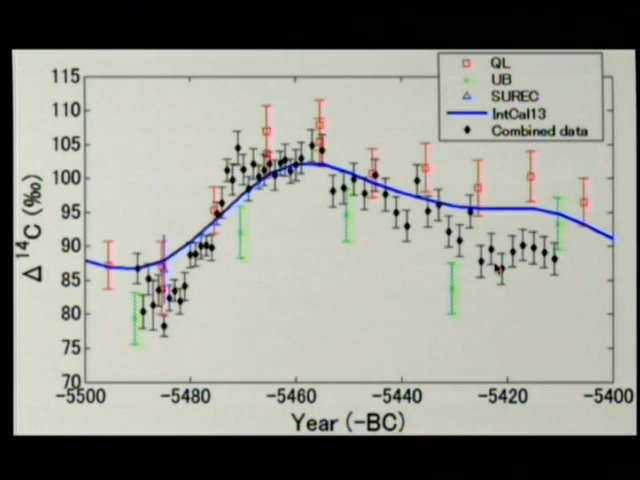 QL
UB
SUREC
IntCal13
Combined data
115
110
105
100
95
90
85
80
75
70
−5500
−5480
−5460
−5440
−5420
−5400
Δ ¹⁴C (‰)
Year (-BC)